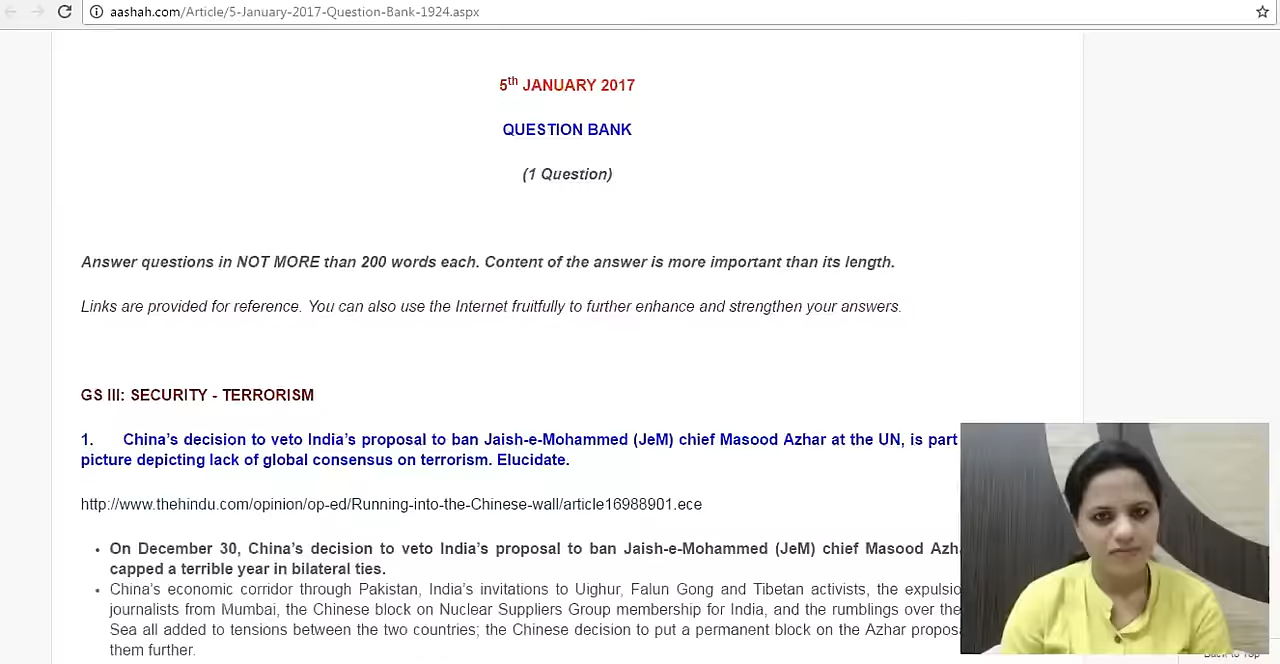 aashah.com/Article/5-January-2017-Question-Bank-1924.aspx
5th JANUARY 2017
QUESTION BANK
(1 Question)
Answer questions in NOT MORE than 200 words each. Content of the answer is more important than its length.
Links are provided for reference. You can also use the Internet fruitfully to further enhance and strengthen your answers.
GS III: SECURITY - TERRORISM
1. China's decision to veto India's proposal to ban Jaish-e-Mohammed (JeM) chief Masood Azhar at the UN, is part
picture depicting lack of global consensus on terrorism. Elucidate.
http://www.thehindu.com/opinion/op-ed/Running-into-the-Chinese-wall/article16988901.ece
• On December 30, China's decision to veto India's proposal to ban Jaish-e-Mohammed (JeM) chief Masood
capped a terrible year in bilateral ties.
• China's economic corridor through Pakistan, India's invitations to Uighur, Falun Gong and Tibetan activists, the
journalists from Mumbai, the Chinese block on Nuclear Suppliers Group membership for India, and the rumblings over
Sea all added to tensions between the two countries; the Chinese decision to put a permanent block on the Azhar
them further.
Back to Top